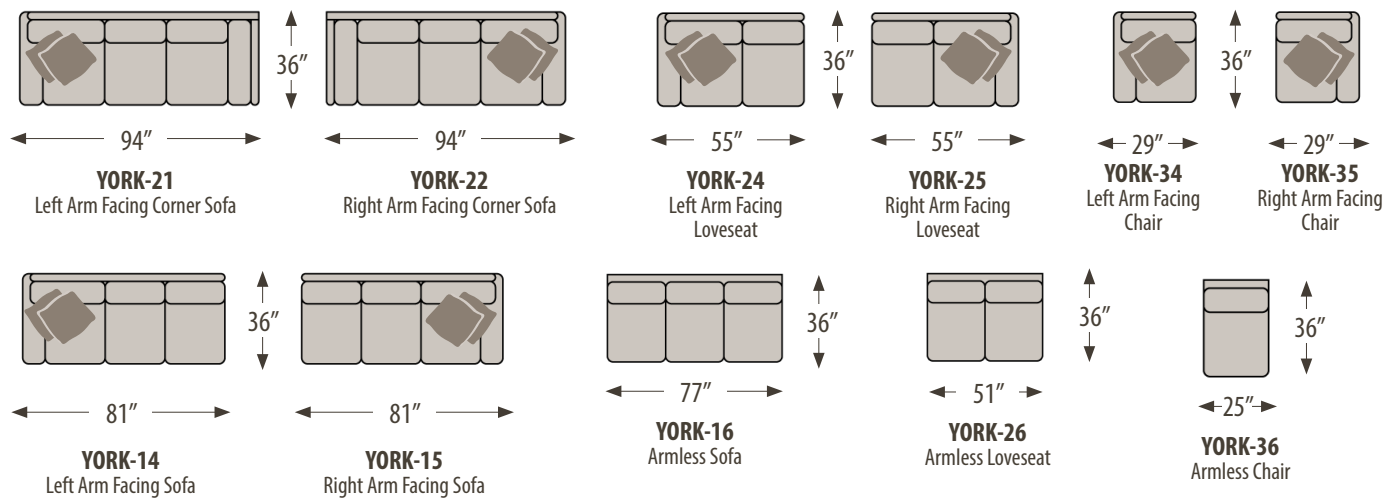 36”
94”
YORK-21
Left Arm Facing Corner Sofa
94”
YORK-22
Right Arm Facing Corner Sofa
36”
55”
YORK-24
Left Arm Facing
Loveseat
55”
YORK-25
Right Arm Facing
Loveseat
36”
29”
YORK-34
Left Arm Facing
Chair
29”
YORK-35
Right Arm Facing
Chair
36”
81”
YORK-14
Left Arm Facing Sofa
81”
YORK-15
Right Arm Facing Sofa
36”
77”
YORK-16
Armless Sofa
36”
51”
YORK-26
Armless Loveseat
36”
25”
YORK-36
Armless Chair